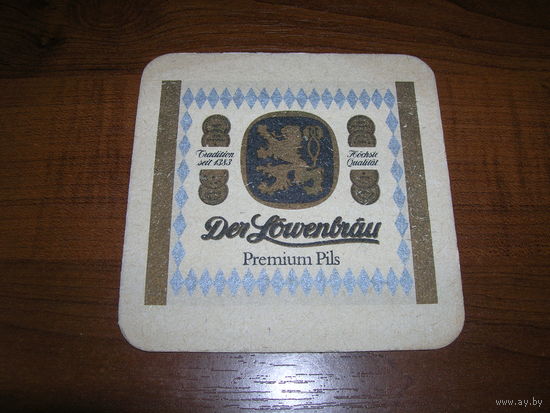 Tradition
seit 1383
Höchste
Qualität
Der Löwenbräu
Premium Pils
www.ay.by